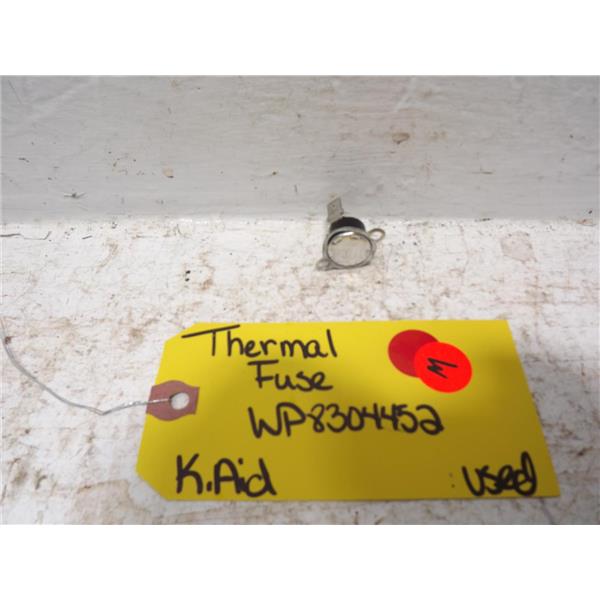 Thermal
Fuse
WP8304452
K.Aid
used
M